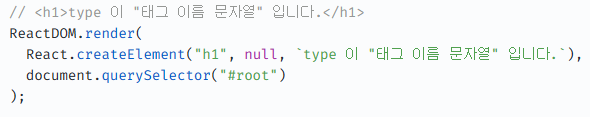 // <h1>type 이 "태그 이름 문자열" 입니다.</h1>
ReactDOM.render(
  React.createElement("h1", null, `type 이 "태그 이름 문자열" 입니다.`),
  document.querySelector("#root")
);